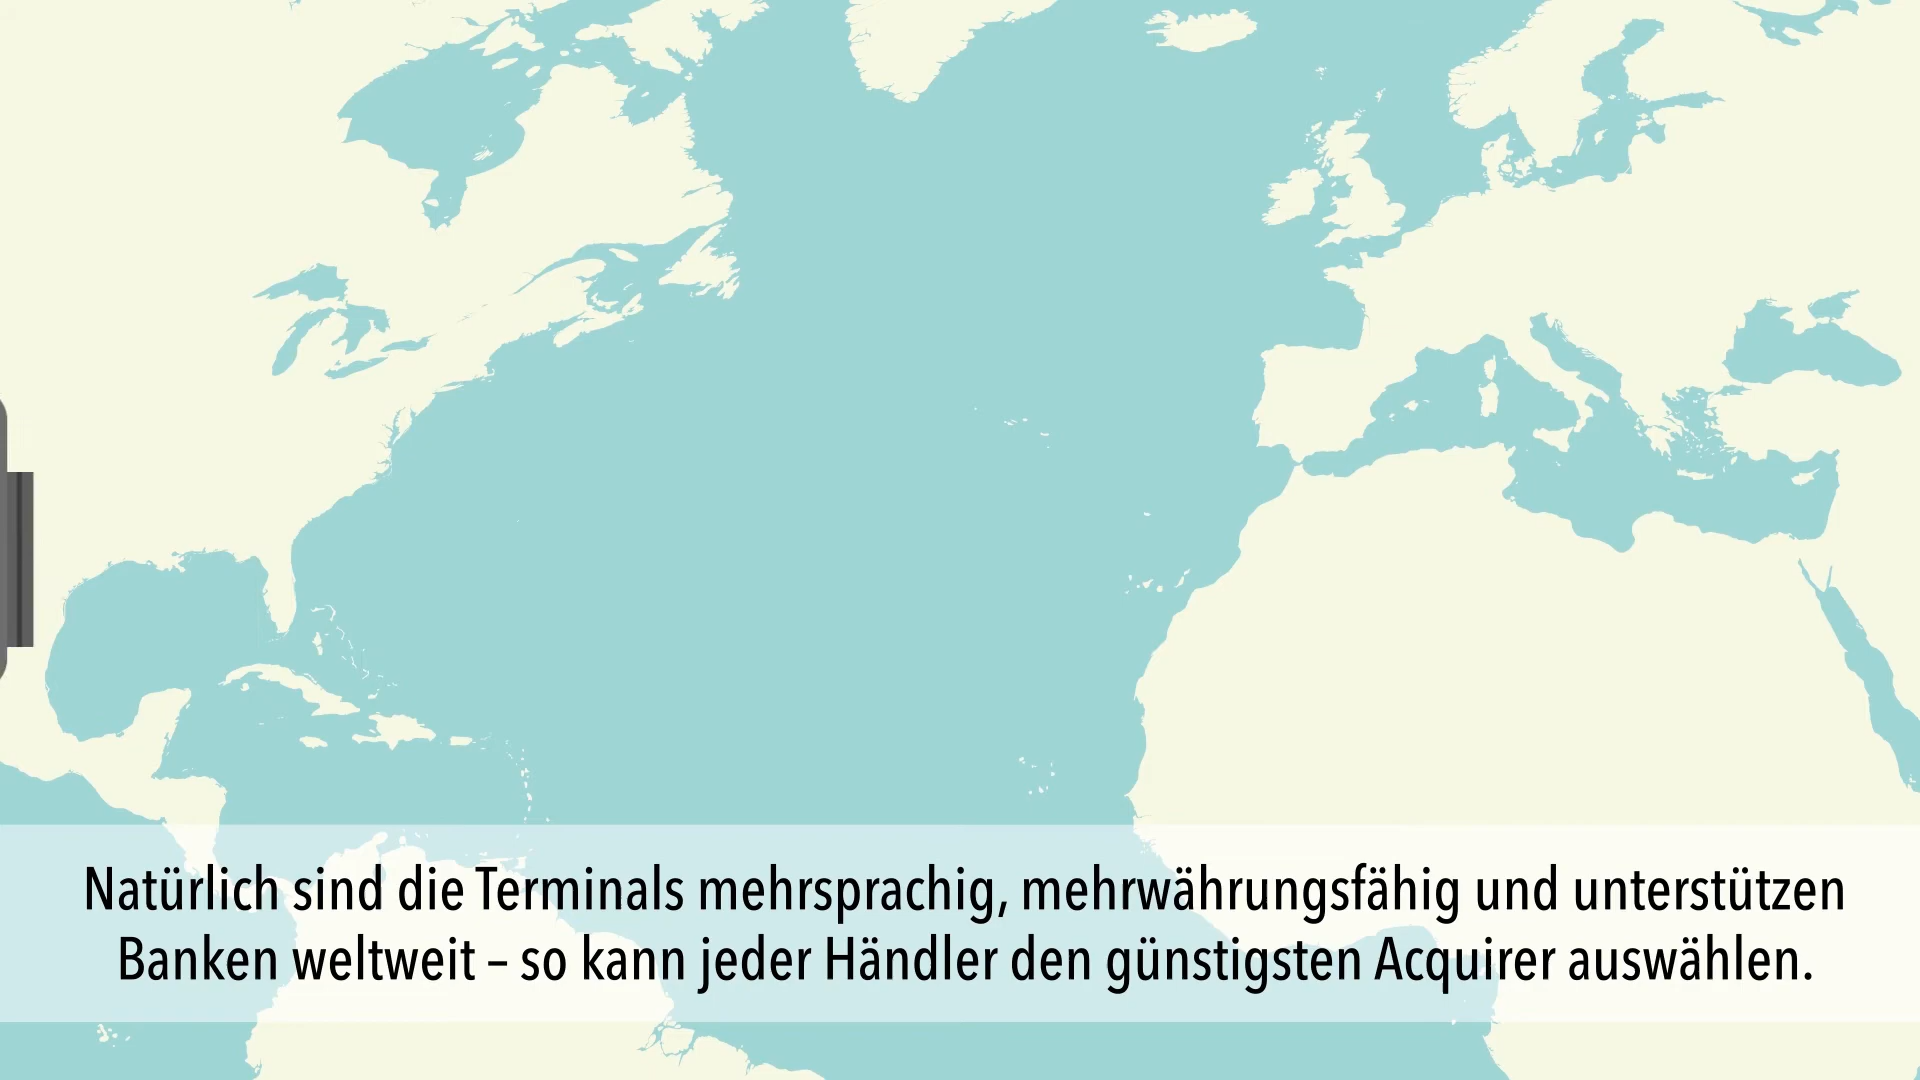 Natürlich sind die Terminals mehrsprachig, mehrwährungsfähig und unterstützen
Banken weltweit – so kann jeder Händler den günstigsten Acquirer auswählen.